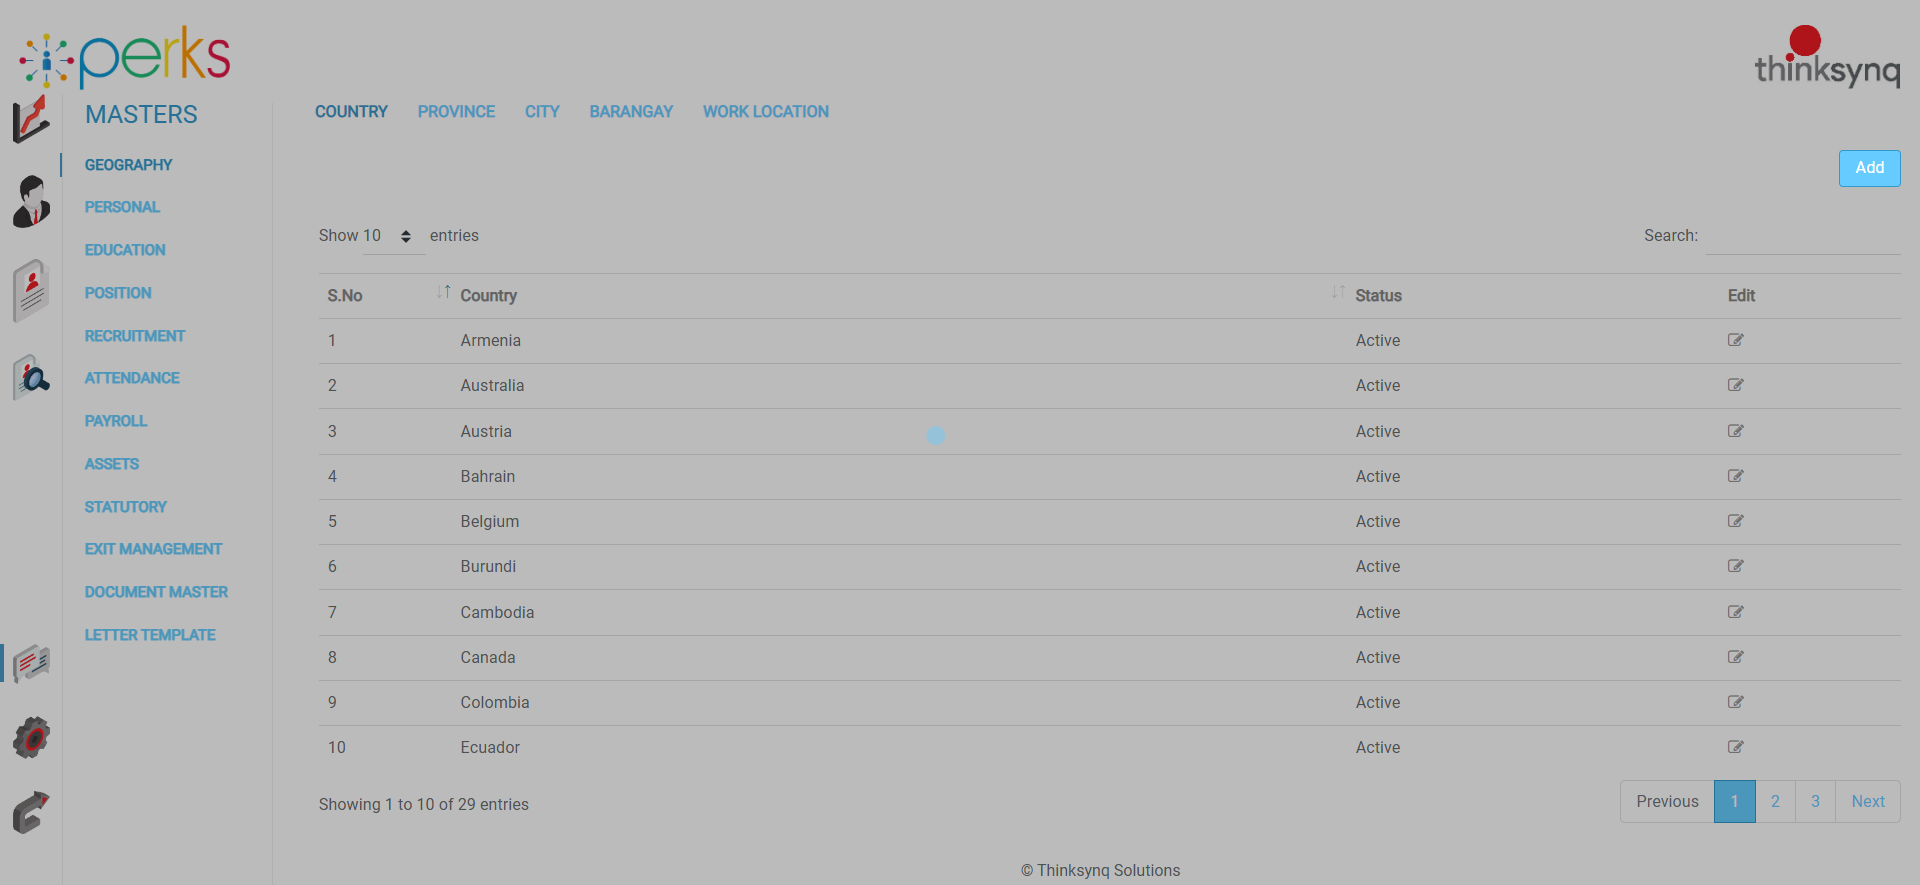 perks
thinksynq
MASTERS
COUNTRY PROVINCE CITY BARANGAY WORK LOCATION
GEOGRAPHY
PERSONAL
EDUCATION
POSITION
RECRUITMENT
ATTENDANCE
PAYROLL
ASSETS
STATUTORY
EXIT MANAGEMENT
DOCUMENT MASTER
LETTER TEMPLATE
Add
Show 10 entries
Search:
S.No Country Status Edit
1 Armenia Active
2 Australia Active
3 Austria Active
4 Bahrain Active
5 Belgium Active
6 Burundi Active
7 Cambodia Active
8 Canada Active
9 Colombia Active
10 Ecuador Active
Showing 1 to 10 of 29 entries
Previous 1 2 3 Next
© Thinksynq Solutions